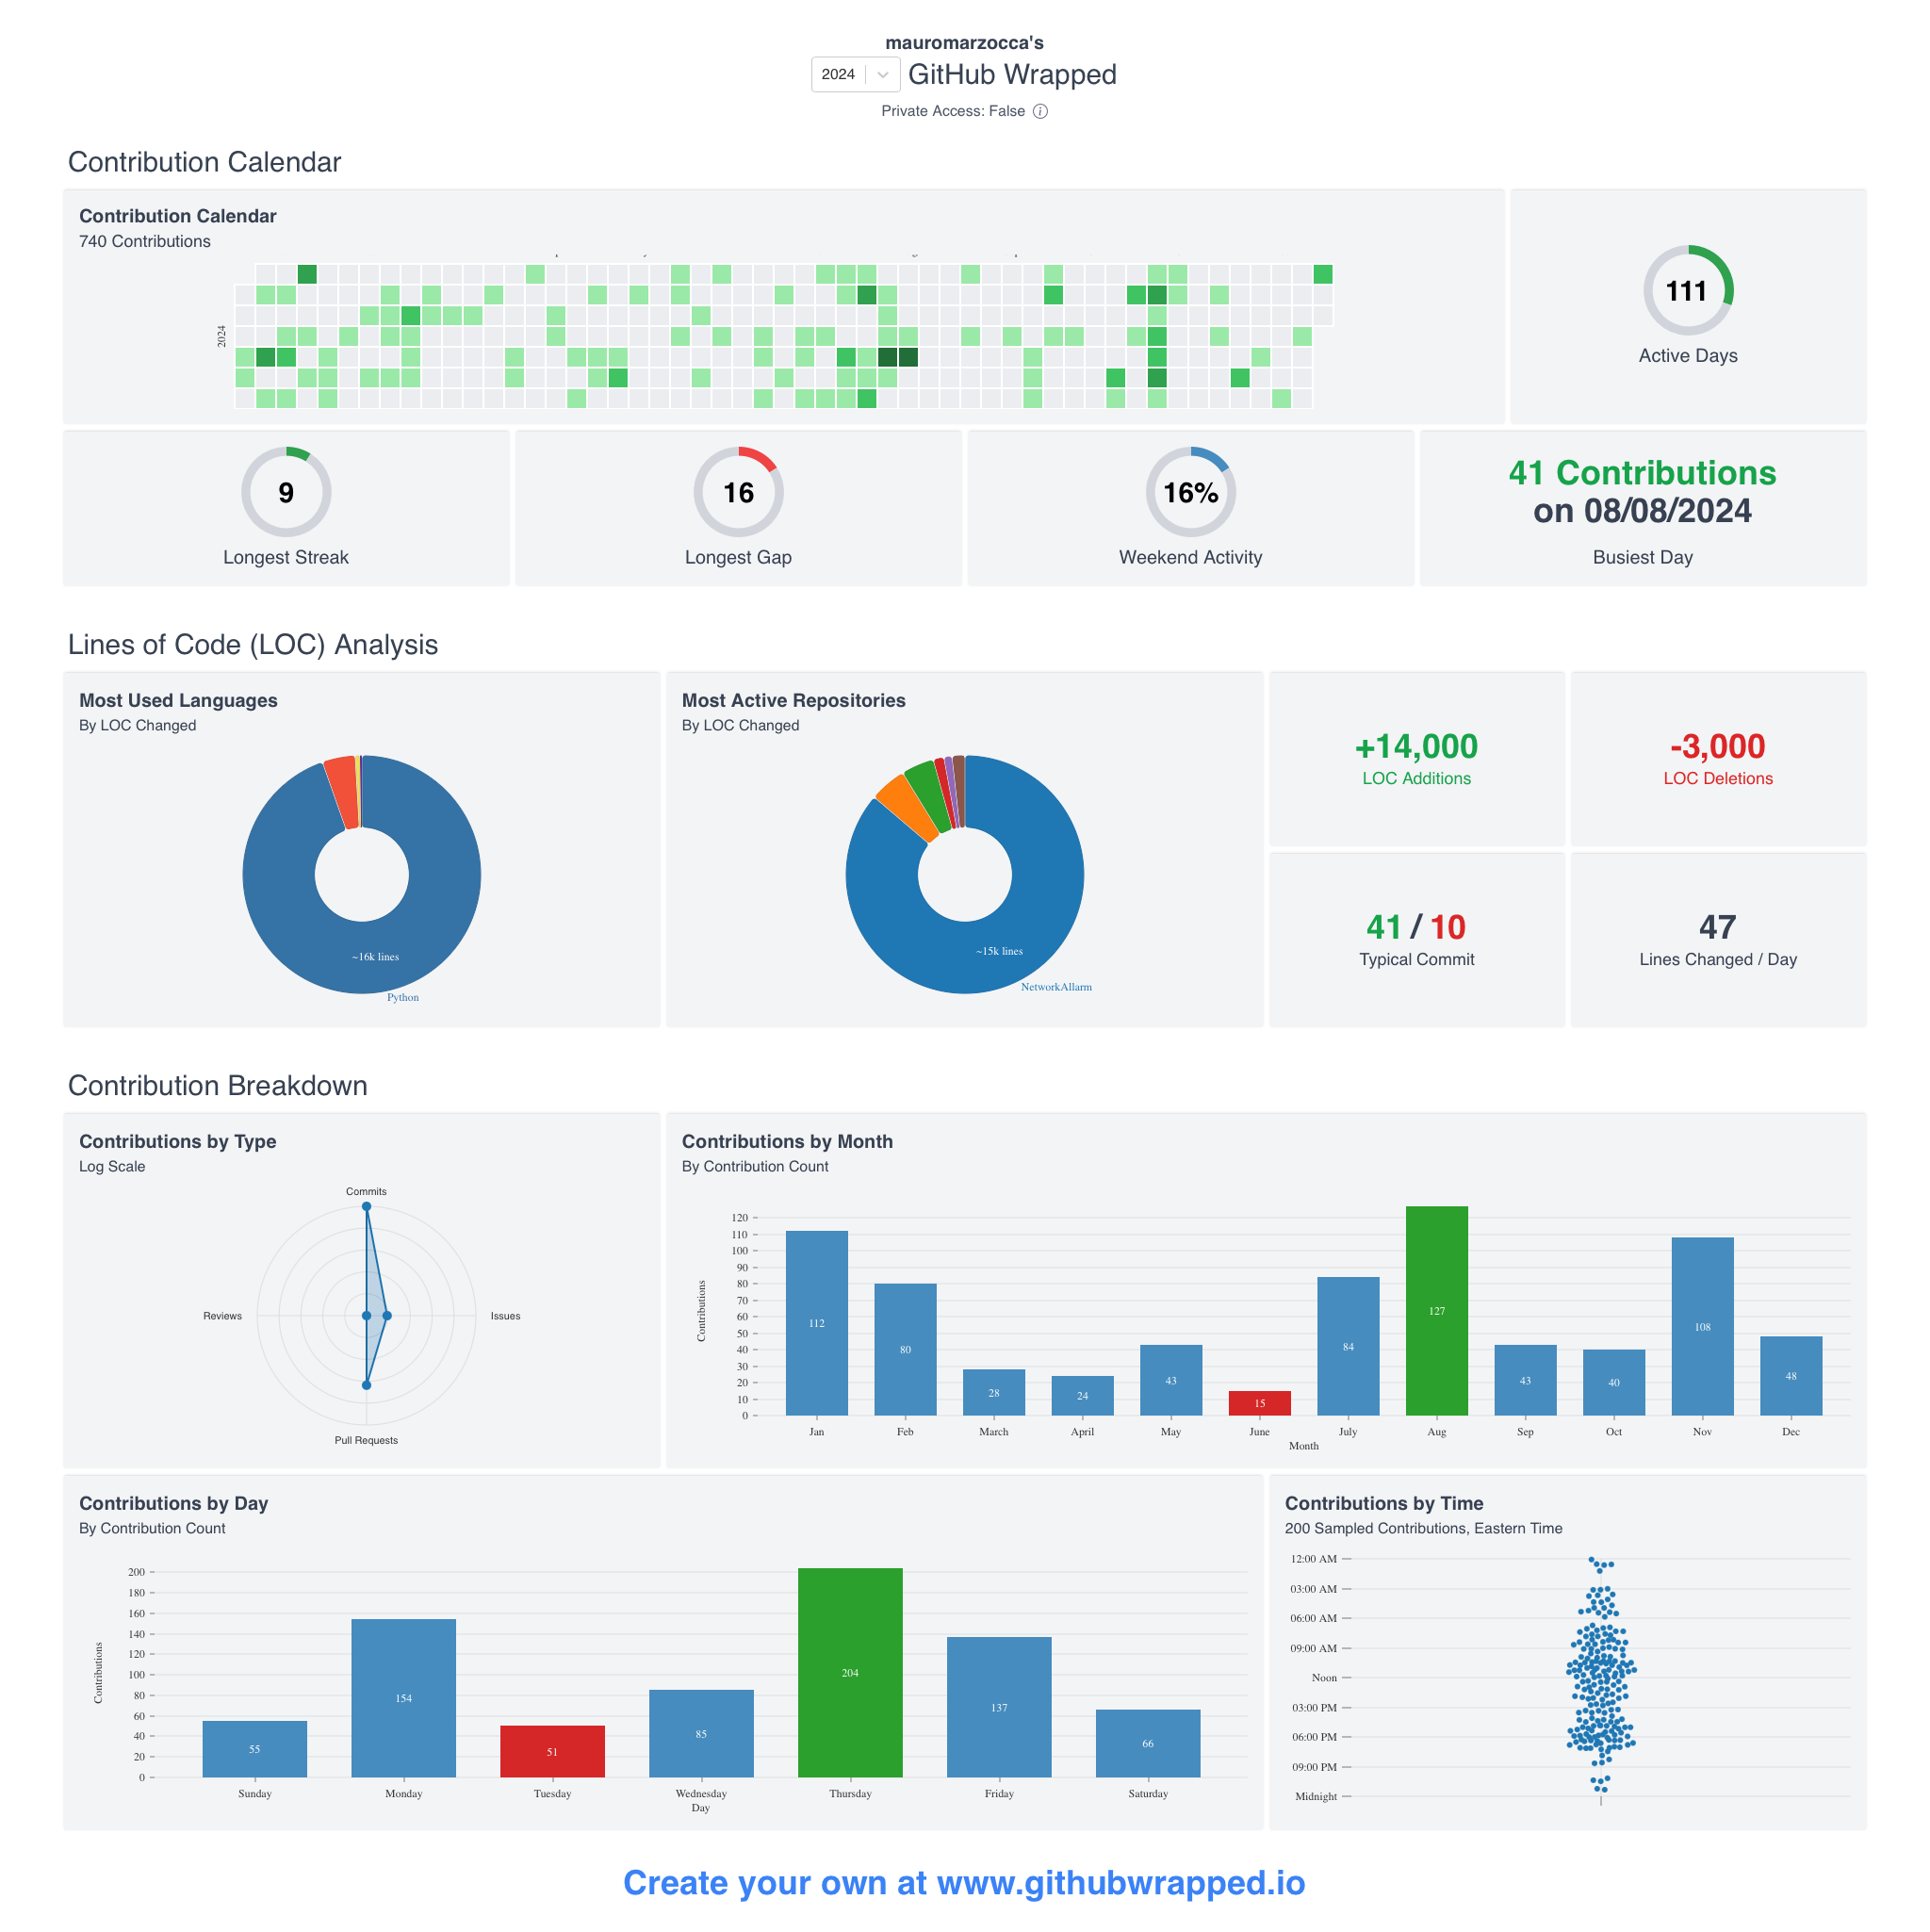 mauromarzocca's
2024 GitHub Wrapped
Private Access: False
Contribution Calendar
Contribution Calendar
740 Contributions
2024
111
Active Days
9
Longest Streak
16
Longest Gap
16%
Weekend Activity
41 Contributions
on 08/08/2024
Busiest Day
Lines of Code (LOC) Analysis
Most Used Languages
By LOC Changed
~16k lines
Python
Most Active Repositories
By LOC Changed
~15k lines
NetworkAllarm
+14,000
LOC Additions
-3,000
LOC Deletions
41 / 10
Typical Commit
47
Lines Changed / Day
Contribution Breakdown
Contributions by Type
Log Scale
Commits
Reviews
Issues
Pull Requests
Contributions by Month
By Contribution Count
Contributions
120
110
100
90
80
70
60
50
40
30
20
10
0
112
80
28
24
43
15
84
127
43
40
108
48
Jan Feb March April May June July Aug Sep Oct Nov Dec
Month
Contributions by Day
By Contribution Count
Contributions
200
180
160
140
120
100
80
60
40
20
0
55
154
51
85
204
137
66
Sunday Monday Tuesday Wednesday Thursday Friday Saturday
Day
Contributions by Time
200 Sampled Contributions, Eastern Time
12:00 AM
03:00 AM
06:00 AM
09:00 AM
Noon
03:00 PM
06:00 PM
09:00 PM
Midnight
Create your own at www.githubwrapped.io